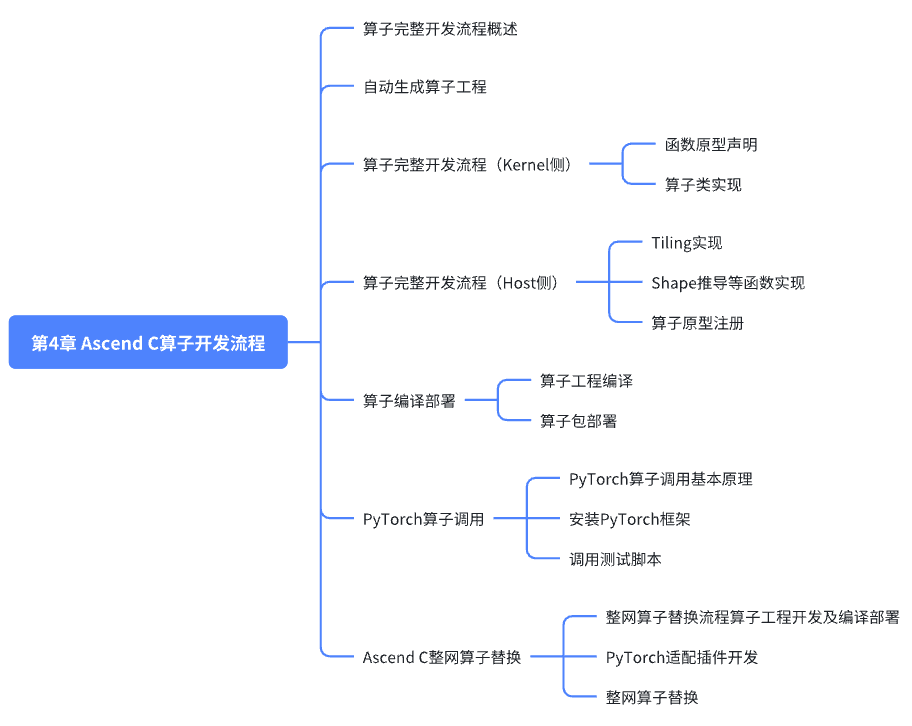 第4章 Ascend C算子开发流程
算子完整开发流程概述
自动生成算子工程
算子完整开发流程（Kernel侧）
函数原型声明
算子类实现
算子完整开发流程（Host侧）
Tiling实现
Shape推导等函数实现
算子原型注册
算子编译部署
算子工程编译
算子包部署
PyTorch算子调用
PyTorch算子调用基本原理
安装PyTorch框架
调用测试脚本
Ascend C整网算子替换
整网算子替换流程算子工程开发及编译部署
PyTorch适配插件开发
整网算子替换